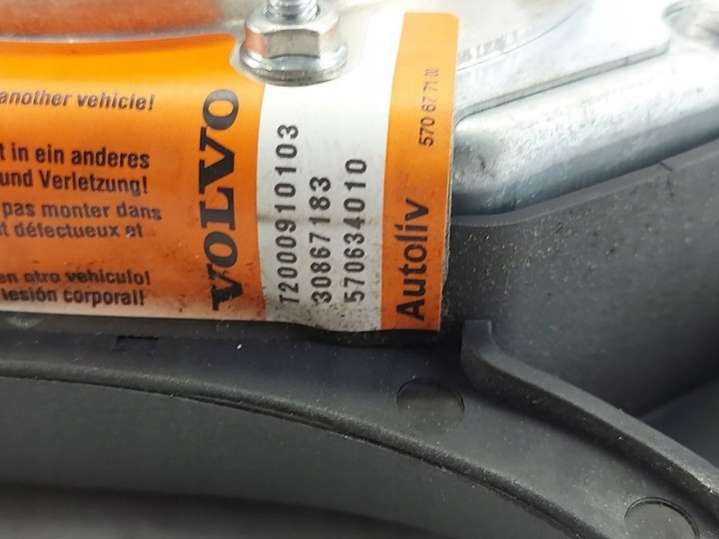 another vehicle!
t in ein anderes
und Verletzung!
pas monter dans
t défectueux et
en otro vehiculo!
lesión corporal!
VOLVO
T2000910103
30867183
570634010
Autoliv
570 67 71 00